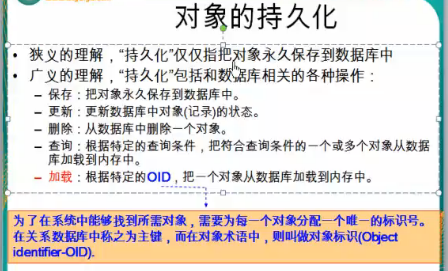 对象的持久化
• 狭义的理解，“持久化”仅仅指把对象永久保存到数据库中
• 广义的理解，“持久化”包括和数据库相关的各种操作：
– 保存：把对象永久保存到数据库中。
– 更新：更新数据库中对象(记录)的状态。
– 删除：从数据库中删除一个对象。
– 查询：根据特定的查询条件，把符合查询条件的一个或多个对象从数
据库加载到内存中。
– 加载：根据特定的OID，把一个对象从数据库加载到内存中。
为了在系统中能够找到所需对象，需要为每一个对象分配一个唯一的标识号。
在关系数据库中称之为主键，而在对象术语中，则叫做对象标识(Object
identifier-OID).